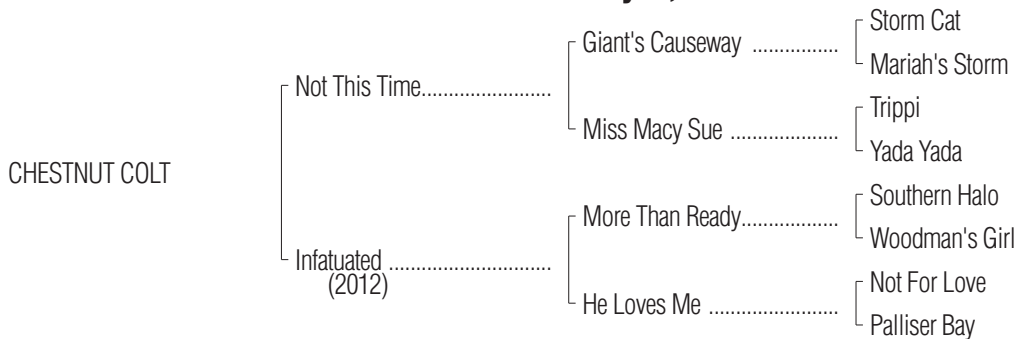 Storm Cat
Giant's Causeway ................
Mariah's Storm
Not This Time........................
Trippi
Miss Macy Sue ....................
Yada Yada
CHESTNUT COLT
Southern Halo
More Than Ready..................
Woodman's Girl
Infatuated ..............................
(2012)
Not For Love
He Loves Me ........................
Palliser Bay